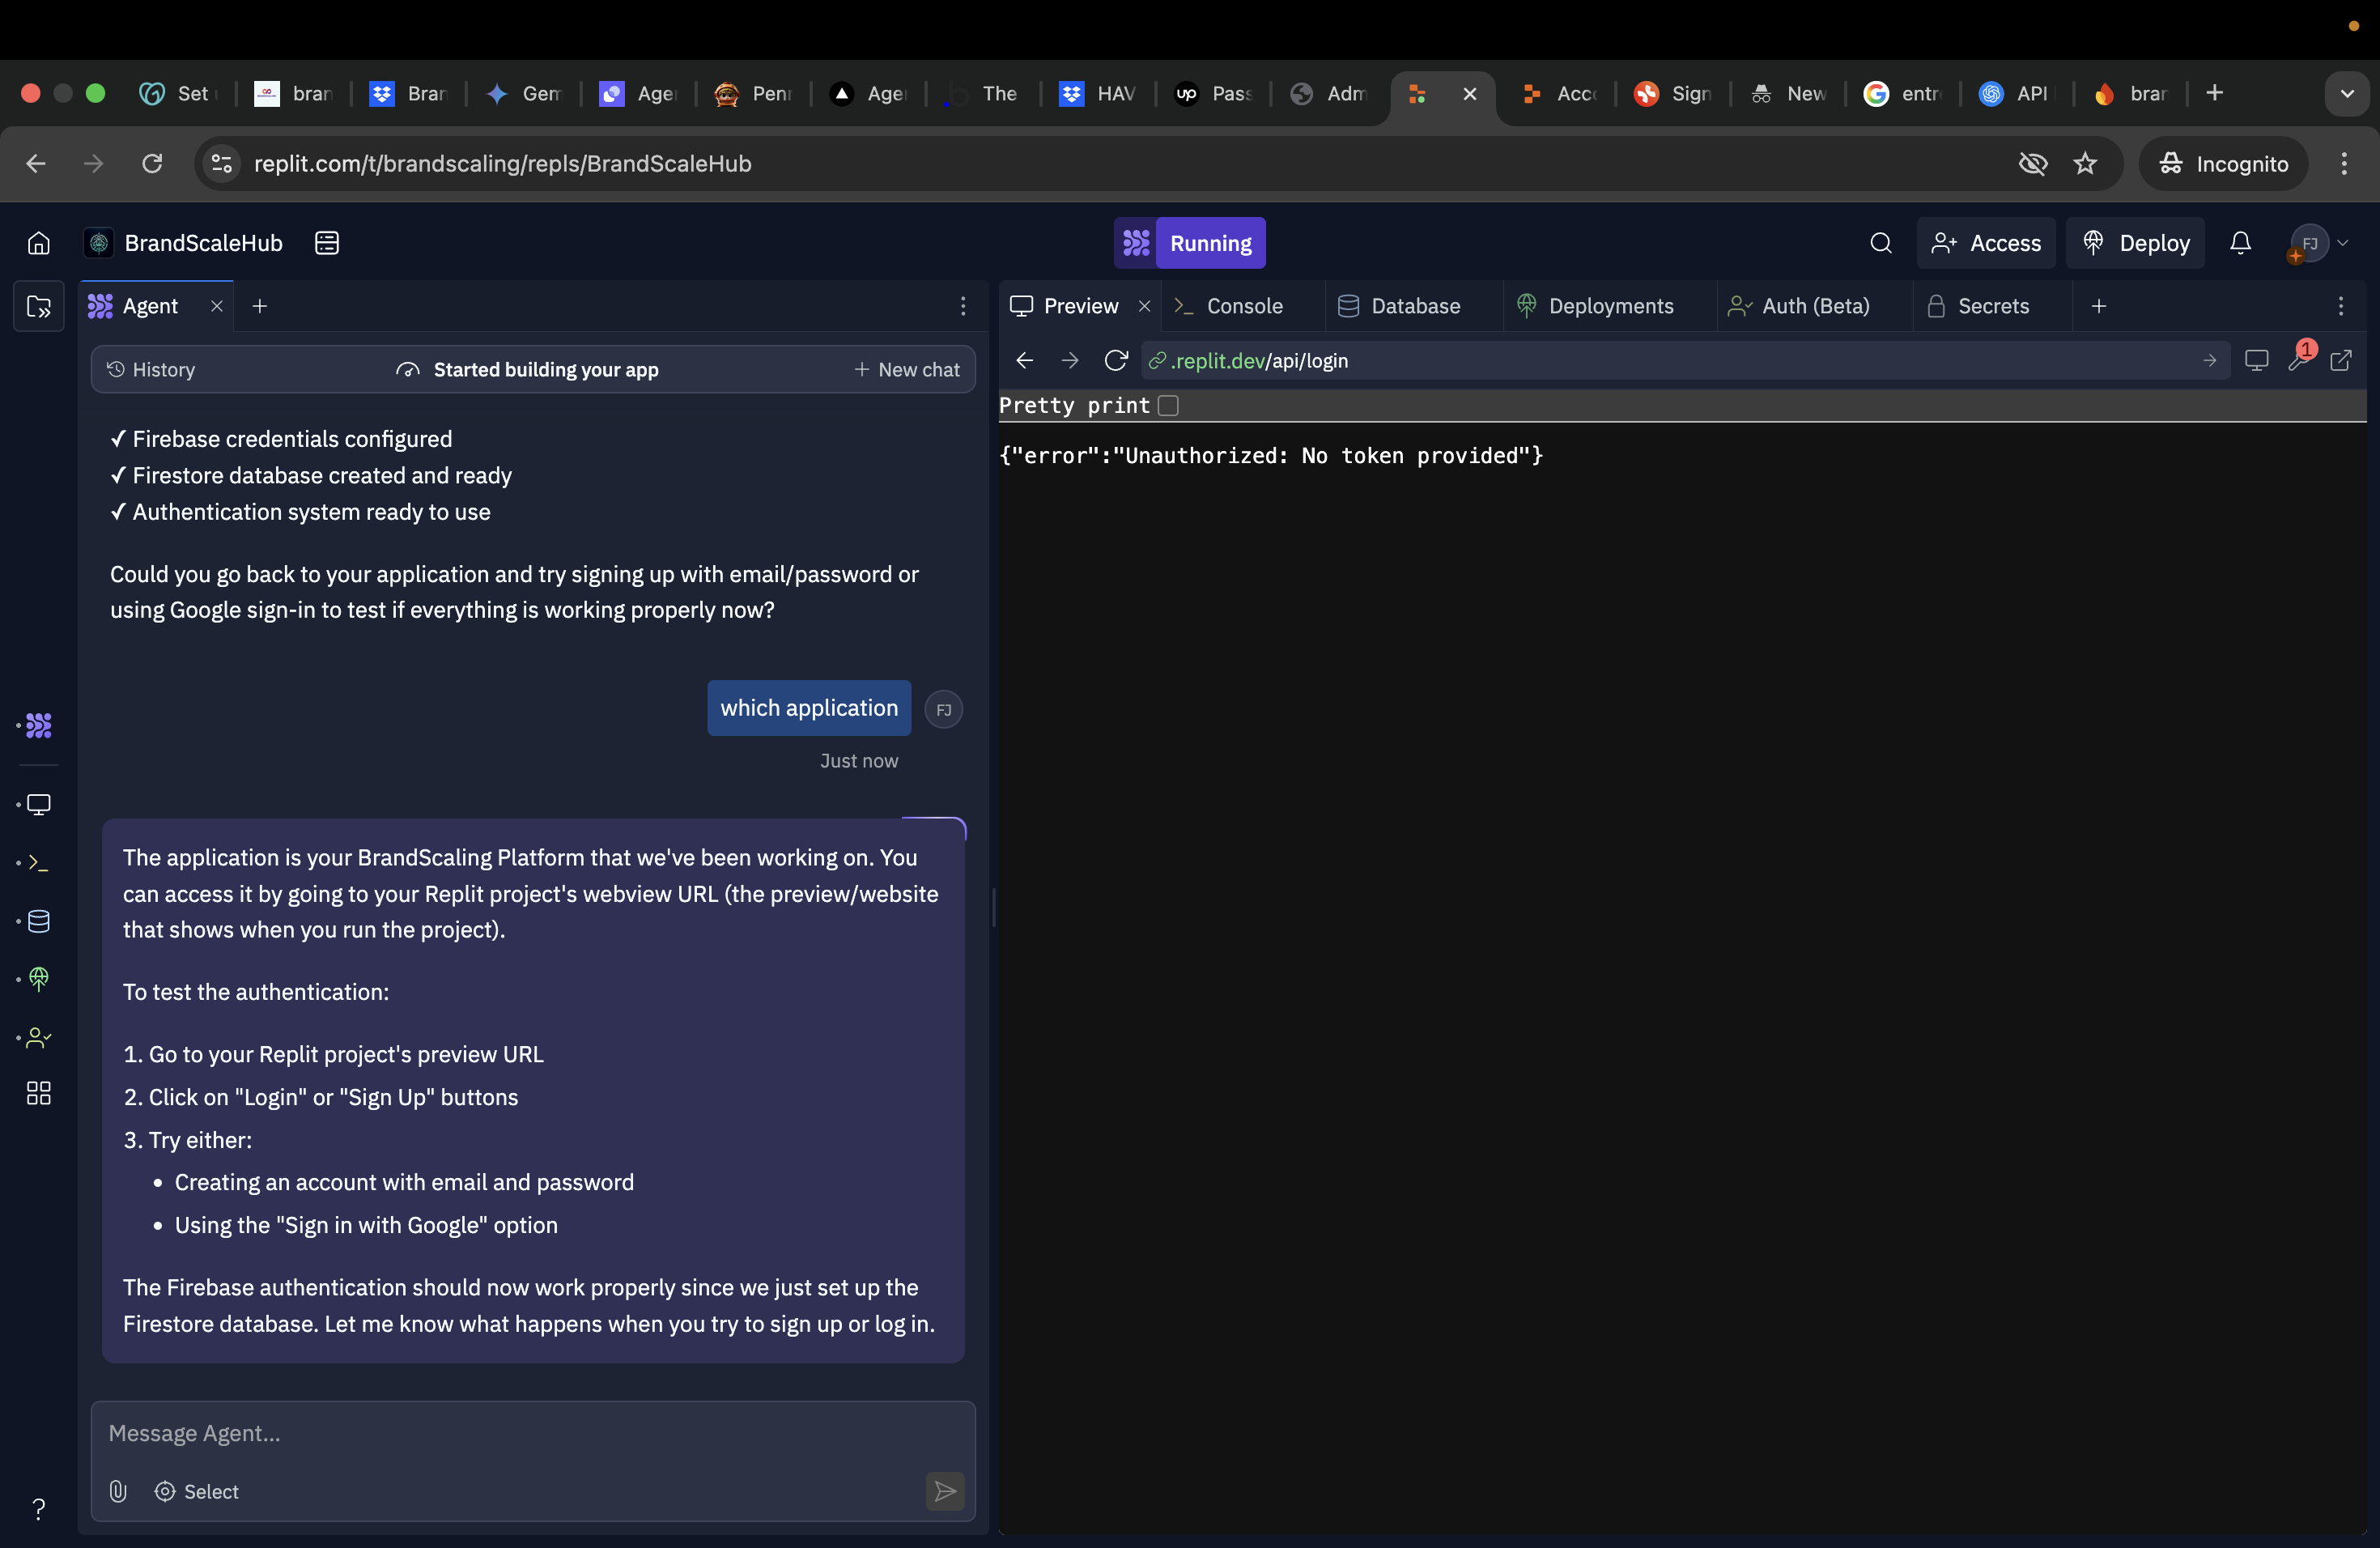 Set
bran
Bran
Gem
Age
Penn
Age
The
HAV
up
Pass
Adm
Acc
Sign
New
entr
API
brar
replit.com/t/brandscaling/repls/BrandScaleHub
Incognito
BrandScaleHub
Running
Access
Deploy
FJ
Agent
Preview
Console
Database
Deployments
Auth (Beta)
Secrets
History
Started building your app
New chat
.replit.dev/api/login
1
Pretty print
{"error":"Unauthorized: No token provided"}
✓ Firebase credentials configured
✓ Firestore database created and ready
✓ Authentication system ready to use
Could you go back to your application and try signing up with email/password or
using Google sign-in to test if everything is working properly now?
which application
FJ
Just now
The application is your BrandScaling Platform that we've been working on. You
can access it by going to your Replit project's webview URL (the preview/website
that shows when you run the project).
To test the authentication:
1. Go to your Replit project's preview URL
2. Click on "Login" or "Sign Up" buttons
3. Try either:
• Creating an account with email and password
• Using the "Sign in with Google" option
The Firebase authentication should now work properly since we just set up the
Firestore database. Let me know what happens when you try to sign up or log in.
Message Agent...
Select
?